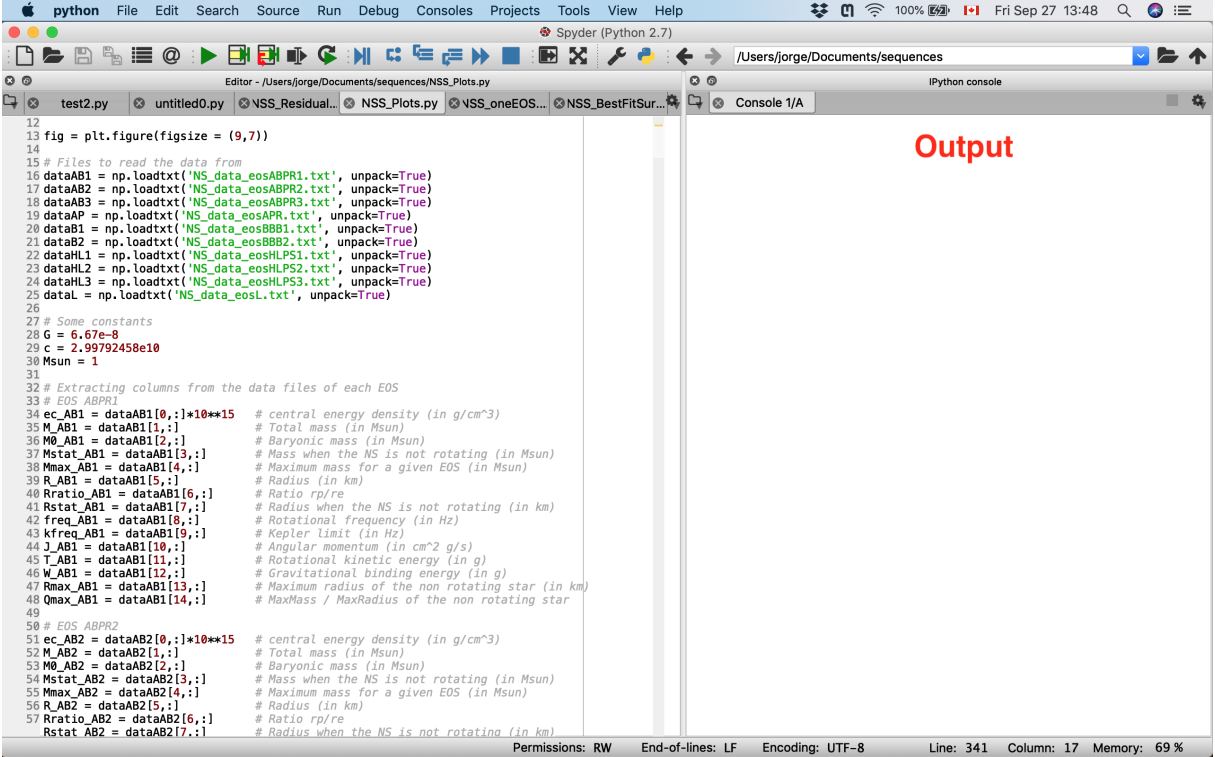 python File Edit Search Source Run Debug Consoles Projects Tools View Help 100% Fri Sep 27 13:48
Spyder (Python 2.7)
/Users/jorge/Documents/sequences
Editor - /Users/jorge/Documents/sequences/NSS_Plots.py
IPython console
test2.py untitled0.py NSS_Residual... NSS_Plots.py NSS_oneEOS.... NSS_BestFitSur...
Console 1/A
Output
12
13 fig = plt.figure(figsize = (9,7))
14
15 # Files to read the data from
16 dataAB1 = np.loadtxt('NS_data_eosABPR1.txt', unpack=True)
17 dataAB2 = np.loadtxt('NS_data_eosABPR2.txt', unpack=True)
18 dataAB3 = np.loadtxt('NS_data_eosABPR3.txt', unpack=True)
19 dataAP = np.loadtxt('NS_data_eosAPR.txt', unpack=True)
20 dataB1 = np.loadtxt('NS_data_eosBBB1.txt', unpack=True)
21 dataB2 = np.loadtxt('NS_data_eosBBB2.txt', unpack=True)
22 dataHL1 = np.loadtxt('NS_data_eosHLPS1.txt', unpack=True)
23 dataHL2 = np.loadtxt('NS_data_eosHLPS2.txt', unpack=True)
24 dataHL3 = np.loadtxt('NS_data_eosHLPS3.txt', unpack=True)
25 dataL = np.loadtxt('NS_data_eosL.txt', unpack=True)
26
27 # Some constants
28 G = 6.67e-8
29 c = 2.99792458e10
30 Msun = 1
31
32 # Extracting columns from the data files of each EOS
33 # EOS ABPR1
34 ec_AB1 = dataAB1[0,:]*10**15 # central energy density (in g/cm^3)
35 M_AB1 = dataAB1[1,:] # Total mass (in Msun)
36 M0_AB1 = dataAB1[2,:] # Baryonic mass (in Msun)
37 Mstat_AB1 = dataAB1[3,:] # Mass when the NS is not rotating (in Msun)
38 Mmax_AB1 = dataAB1[4,:] # Maximum mass for a given EOS (in Msun)
39 R_AB1 = dataAB1[5,:] # Radius (in km)
40 Rratio_AB1 = dataAB1[6,:] # Ratio rp/re
41 Rstat_AB1 = dataAB1[7,:] # Radius when the NS is not rotating (in km)
42 freq_AB1 = dataAB1[8,:] # Rotational frequency (in Hz)
43 kfreq_AB1 = dataAB1[9,:] # Kepler limit (in Hz)
44 J_AB1 = dataAB1[10,:] # Angular momentum (in cm^2 g/s)
45 T_AB1 = dataAB1[11,:] # Rotational kinetic energy (in g)
46 W_AB1 = dataAB1[12,:] # Gravitational binding energy (in g)
47 Rmax_AB1 = dataAB1[13,:] # Maximum radius of the non rotating star (in km)
48 Qmax_AB1 = dataAB1[14,:] # MaxMass / MaxRadius of the non rotating star
49
50 # EOS ABPR2
51 ec_AB2 = dataAB2[0,:]*10**15 # central energy density (in g/cm^3)
52 M_AB2 = dataAB2[1,:] # Total mass (in Msun)
53 M0_AB2 = dataAB2[2,:] # Baryonic mass (in Msun)
54 Mstat_AB2 = dataAB2[3,:] # Mass when the NS is not rotating (in Msun)
55 Mmax_AB2 = dataAB2[4,:] # Maximum mass for a given EOS (in Msun)
56 R_AB2 = dataAB2[5,:] # Radius (in km)
57 Rratio_AB2 = dataAB2[6,:] # Ratio rp/re
Rstat_AB2 = dataAB2[7,:] # Radius when the NS is not rotating (in km)
Permissions: RW End-of-lines: LF Encoding: UTF-8 Line: 341 Column: 17 Memory: 69 %